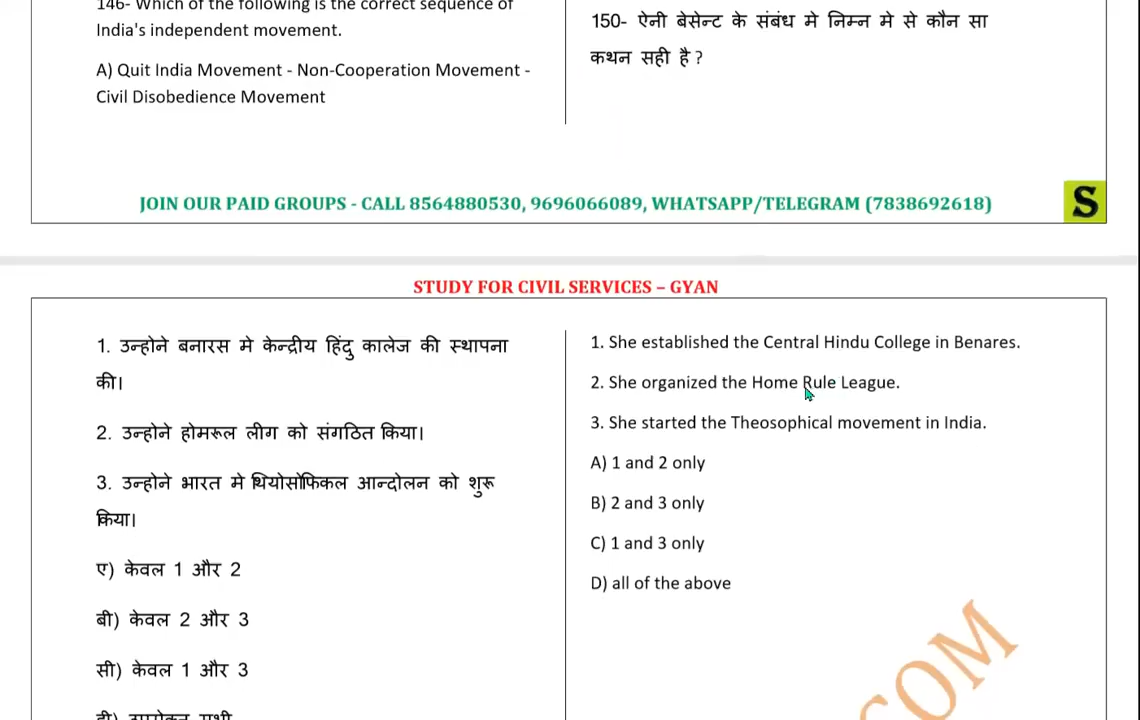 146- Which of the following is the correct sequence of
India's independent movement.
A) Quit India Movement - Non-Cooperation Movement -
Civil Disobedience Movement
150- ऐनी बेसेन्ट के संबंध मे निम्न मे से कौन सा
कथन सही है ?
JOIN OUR PAID GROUPS - CALL 8564880530, 9696066089, WHATSAPP/TELEGRAM (7838692618)
S
STUDY FOR CIVIL SERVICES – GYAN
1. उन्होने बनारस मे केन्द्रीय हिंदु कालेज की स्थापना
की।
2. उन्होने होमरूल लीग को संगठित किया।
3. उन्होने भारत मे थियोसोफिकल आन्दोलन को शुरू
किया।
ए) केवल 1 और 2
बी) केवल 2 और 3
सी) केवल 1 और 3
डी) उपरोक्त सभी
1. She established the Central Hindu College in Benares.
2. She organized the Home Rule League.
3. She started the Theosophical movement in India.
A) 1 and 2 only
B) 2 and 3 only
C) 1 and 3 only
D) all of the above
COM